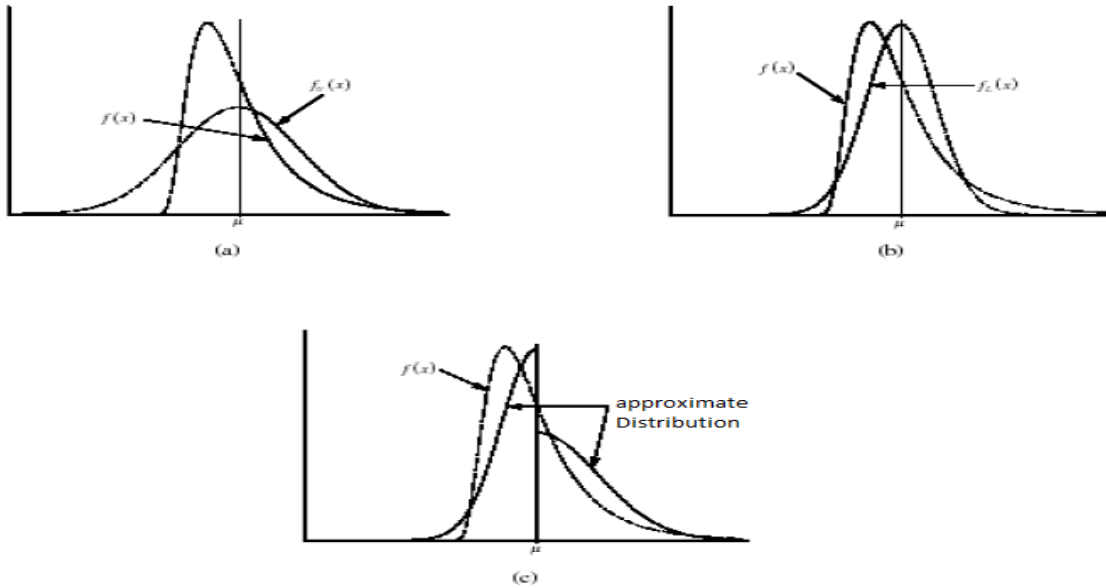 f(x)
f_U(x)
μ
(a)
f(x)
f_L(x)
μ
(b)
f(x)
approximate
Distribution
μ
(c)